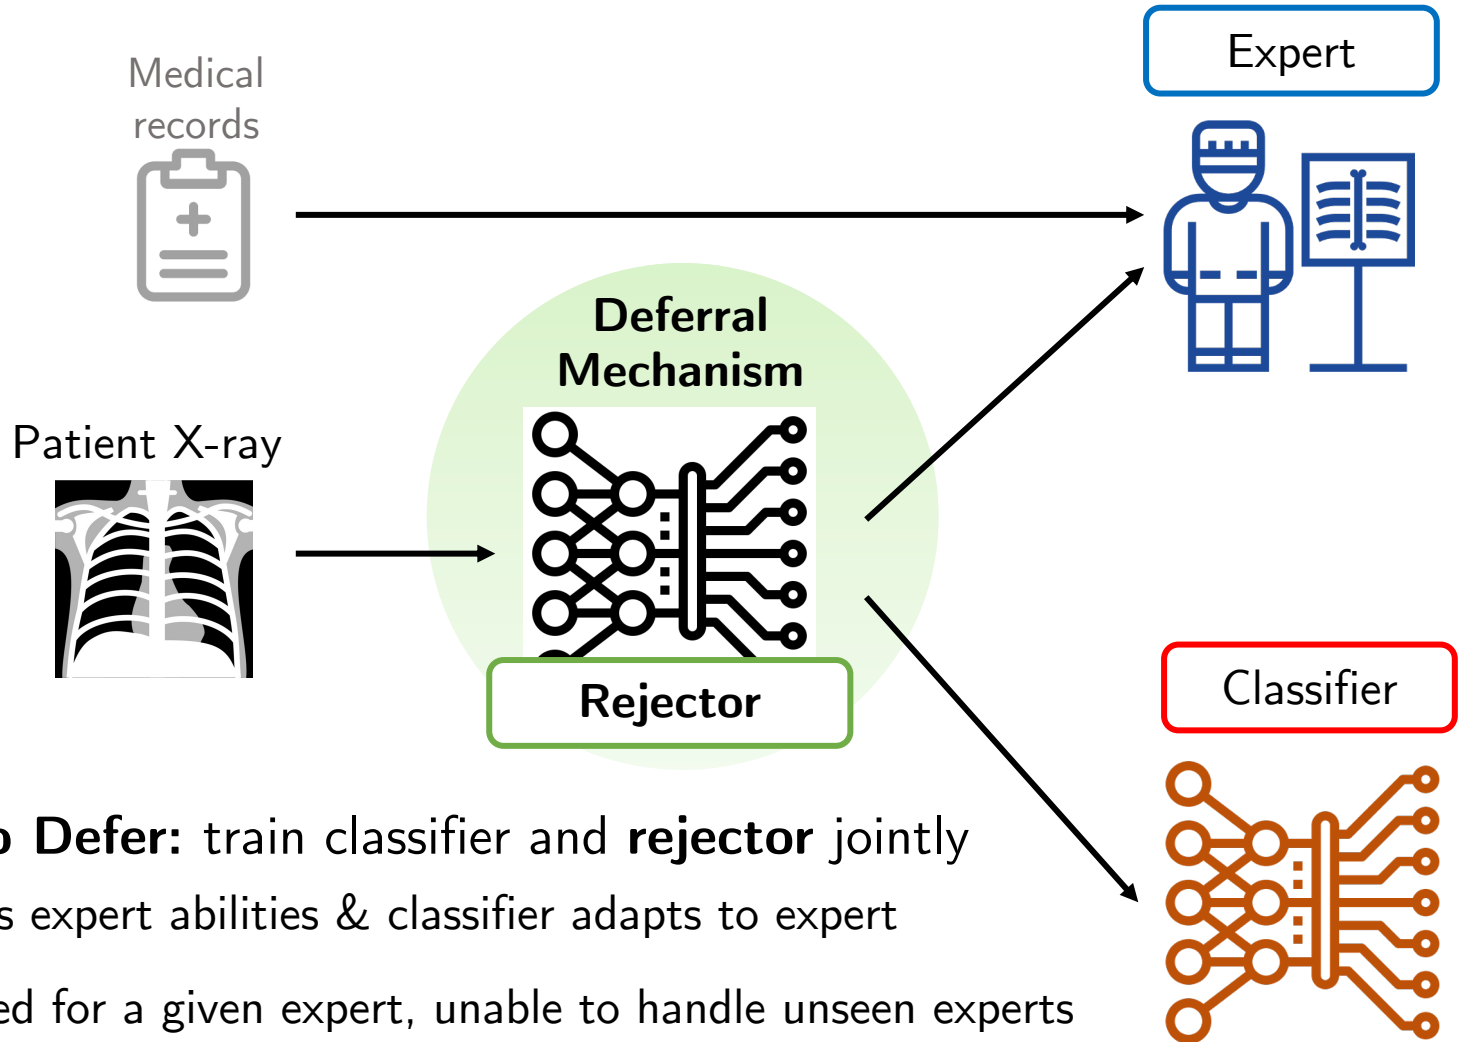 Medical
records
Expert
Deferral
Mechanism
Patient X-ray
Rejector
Classifier
Defer: train classifier and rejector jointly
expert abilities & classifier adapts to expert
for a given expert, unable to handle unseen experts